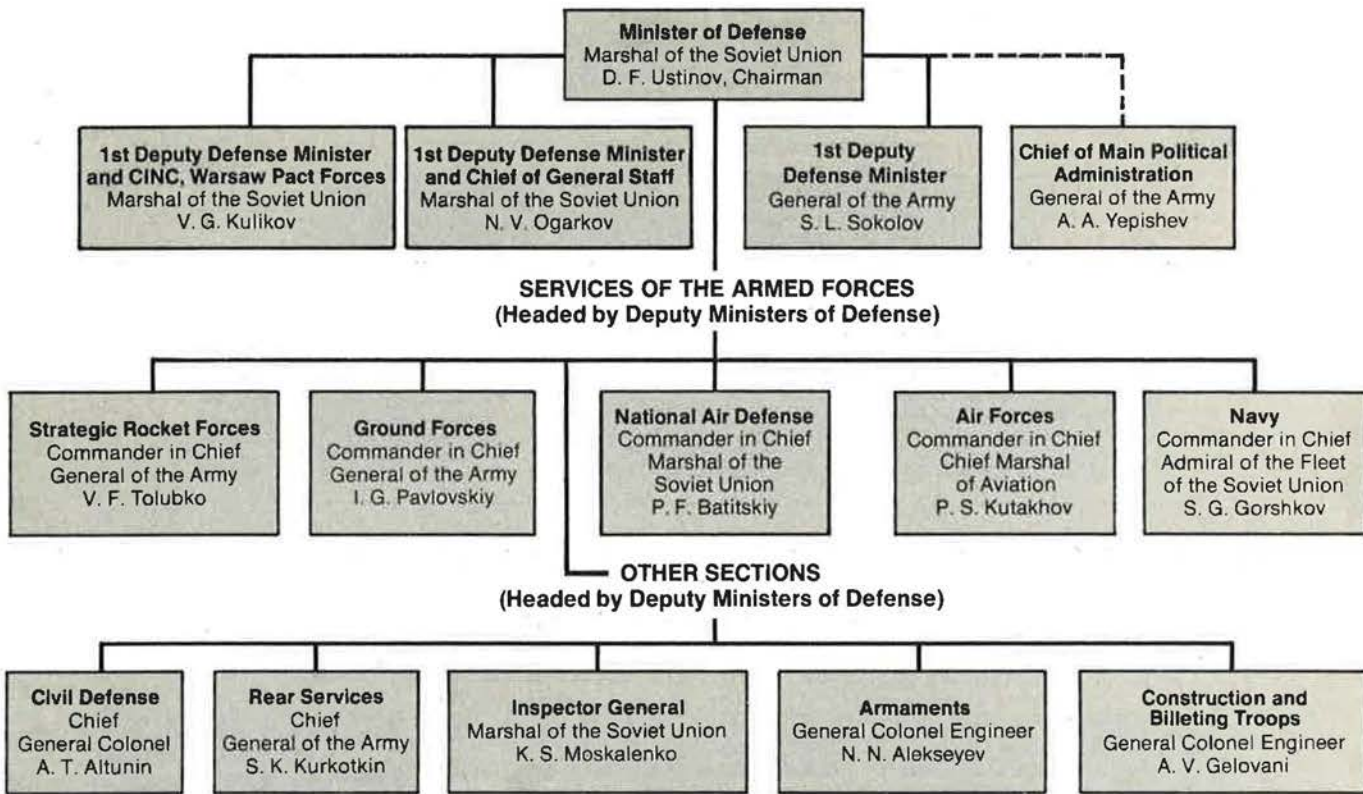 Minister of Defense
Marshal of the Soviet Union
D. F. Ustinov, Chairman
1st Deputy Defense Minister
and CINC, Warsaw Pact Forces
Marshal of the Soviet Union
V. G. Kulikov
1st Deputy Defense Minister
and Chief of General Staff
Marshal of the Soviet Union
N. V. Ogarkov
1st Deputy
Defense Minister
General of the Army
S. L. Sokolov
Chief of Main Political
Administration
General of the Army
A. A. Yepishev
SERVICES OF THE ARMED FORCES
(Headed by Deputy Ministers of Defense)
Strategic Rocket Forces
Commander in Chief
General of the Army
V. F. Tolubko
Ground Forces
Commander in Chief
General of the Army
I. G. Pavlovskiy
National Air Defense
Commander in Chief
Marshal of the
Soviet Union
P. F. Batitskiy
Air Forces
Commander in Chief
Chief Marshal
of Aviation
P. S. Kutakhov
Navy
Commander in Chief
Admiral of the Fleet
of the Soviet Union
S. G. Gorshkov
OTHER SECTIONS
(Headed by Deputy Ministers of Defense)
Civil Defense
Chief
General Colonel
A. T. Altunin
Rear Services
Chief
General of the Army
S. K. Kurkotkin
Inspector General
Marshal of the Soviet Union
K. S. Moskalenko
Armaments
General Colonel Engineer
N. N. Alekseyev
Construction and
Billeting Troops
General Colonel Engineer
A. V. Gelovani